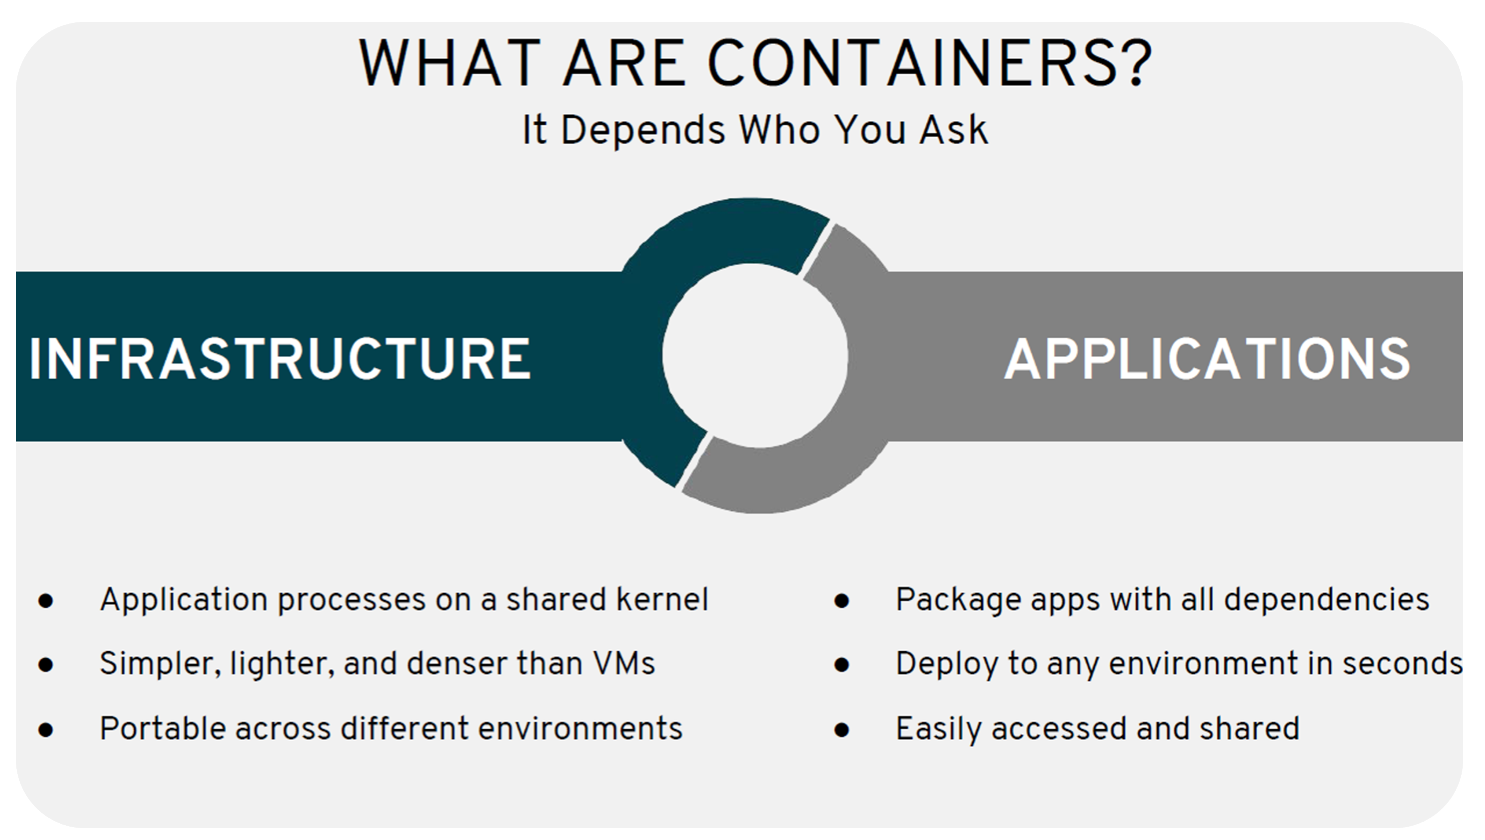 WHAT ARE CONTAINERS?
It Depends Who You Ask
INFRASTRUCTURE
APPLICATIONS
● Application processes on a shared kernel
● Simpler, lighter, and denser than VMs
● Portable across different environments
● Package apps with all dependencies
● Deploy to any environment in seconds
● Easily accessed and shared